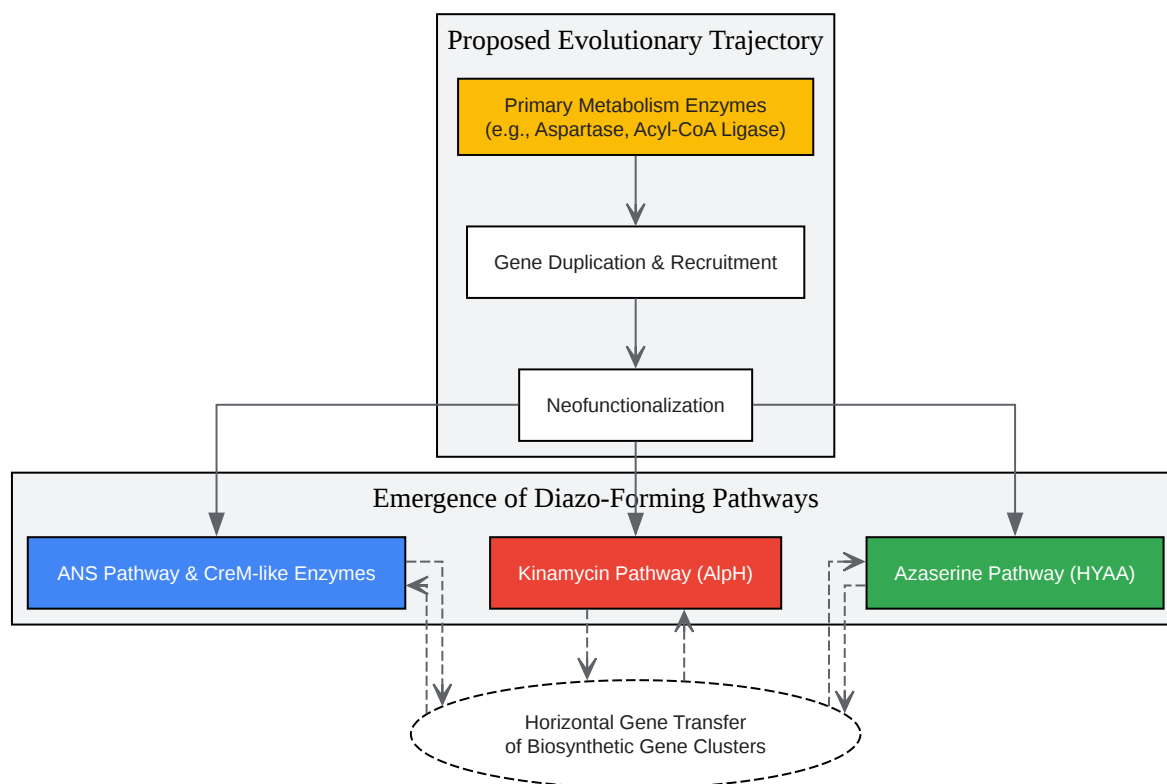 Proposed Evolutionary Trajectory
Primary Metabolism Enzymes
(e.g., Aspartase, Acyl-CoA Ligase)
Gene Duplication & Recruitment
Neofunctionalization
Emergence of Diazo-Forming Pathways
ANS Pathway & CreM-like Enzymes
Kinamycin Pathway (AlpH)
Azaserine Pathway (HYAA)
Horizontal Gene Transfer
of Biosynthetic Gene Clusters